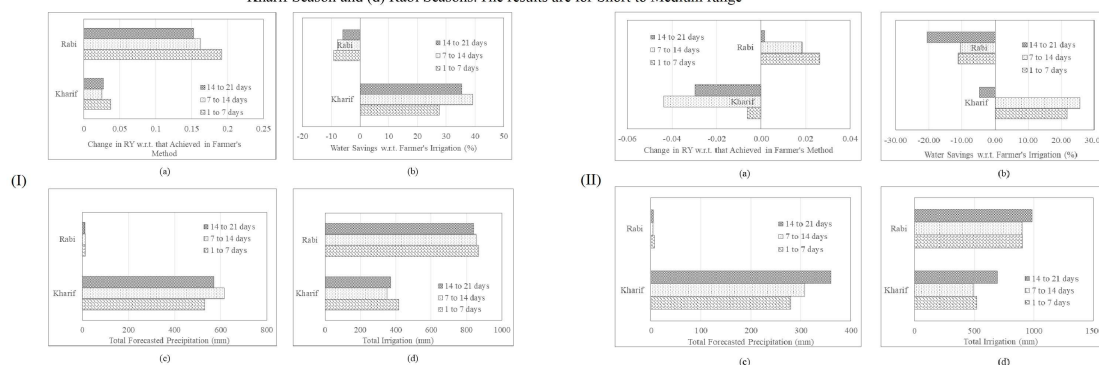 Kharif Season and (d) Rabi Seasons. The results are for Short to Medium range
(I)
Rabi
Kharif
14 to 21 days
7 to 14 days
1 to 7 days
0 0.05 0.1 0.15 0.2 0.25
Change in RY w.r.t. that Achieved in Farmer's
Method
(a)
Rabi
Kharif
14 to 21 days
7 to 14 days
1 to 7 days
-20 -10 0 10 20 30 40 50
Water Savings w.r.t. Farmer's Irrigation (%)
(b)
Rabi
Kharif
14 to 21 days
7 to 14 days
1 to 7 days
0 200 400 600 800
Total Forecasted Precipitation (mm)
(c)
Rabi
Kharif
14 to 21 days
7 to 14 days
1 to 7 days
0 200 400 600 800 1000
Total Irrigation (mm)
(d)
(II)
Rabi
Kharif
14 to 21 days
7 to 14 days
1 to 7 days
-0.06 -0.04 -0.02 0.00 0.02 0.04
Change in RY w.r.t. that Achieved in Farmer's Method
(a)
Rabi
Kharif
14 to 21 days
7 to 14 days
1 to 7 days
-30.00 -20.00 -10.00 0.00 10.00 20.00 30.00
Water Savings w.r.t. Farmer's Irrigation (%)
(b)
Rabi
Kharif
14 to 21 days
7 to 14 days
1 to 7 days
0 100 200 300 400
Total Forecasted Precipitation (mm)
(c)
Rabi
Kharif
14 to 21 days
7 to 14 days
1 to 7 days
0 500 1000 1500
Total Irrigation (mm)
(d)